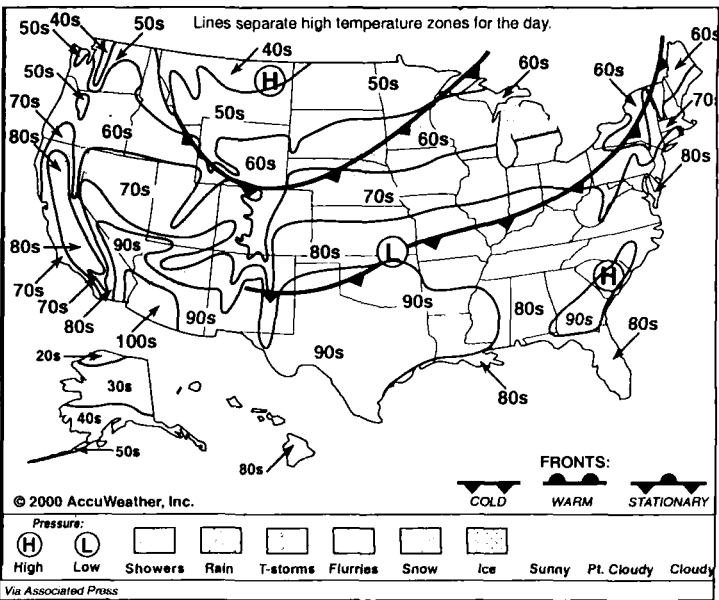 Lines separate high temperature zones for the day.
50s 40s 50s 40s
60s
50s 50s 60s 60s
70s 50s 70s
80s 60s 60s
60s 80s
70s 70s
80s 90s 80s
L H
70s 90s 80s
70s 90s 90s
80s 100s 80s
20s 90s
30s 80s
40s
50s
80s
FRONTS:
© 2000 AccuWeather, Inc. COLD WARM STATIONARY
Pressure:
H L
High Low Showers Rain T-storms Flurries Snow Ice Sunny Pt. Cloudy Cloudy
Via Associated Press